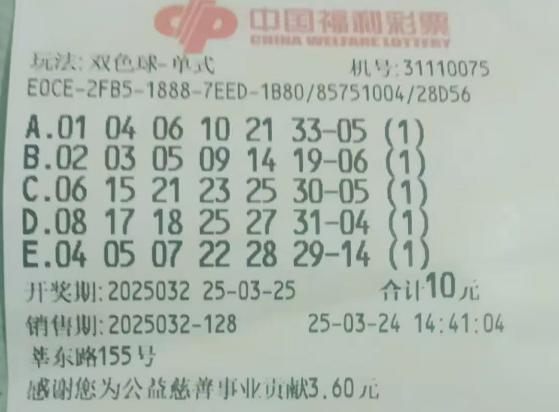 中国福利彩票
CHINA WELFARE LOTTERY
玩法:双色球-单式 机号:31110075
E0CE-2FB5-1888-7EED-1B80/85751004/28D56
A.01 04 06 10 21 33-05 (1)
B.02 03 05 09 14 19-06 (1)
C.06 15 21 23 25 30-05 (1)
D.08 17 18 25 27 31-04 (1)
E.04 05 07 22 28 29-14 (1)
开奖期:2025032 25-03-25 合计10元
销售期:2025032-128 25-03-24 14:41:04
莘东路155号
感谢您为公益慈善事业贡献3.60元